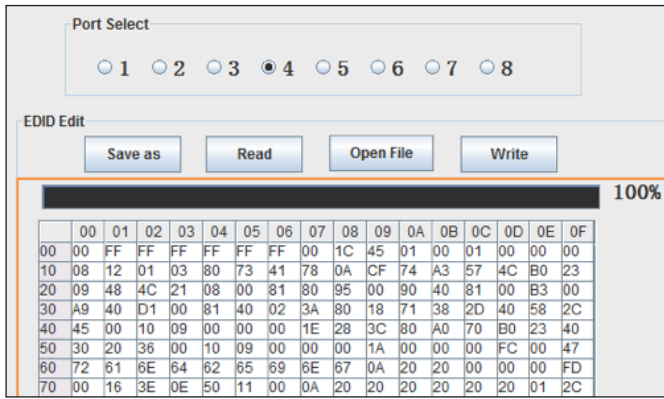 Port Select
1 2 3 4 5 6 7 8
EDID Edit
Save as Read Open File Write
100%
00 01 02 03 04 05 06 07 08 09 0A 0B 0C 0D 0E 0F
00 00 FF FF FF FF FF FF 00 1C 45 01 00 01 00 00 00
10 08 12 01 03 80 73 41 78 0A CF 74 A3 57 4C B0 23
20 09 48 4C 21 08 00 81 80 95 00 90 40 81 00 B3 00
30 A9 40 D1 00 81 40 02 3A 80 18 71 38 2D 40 58 2C
40 45 00 10 09 00 00 00 1E 28 3C 80 A0 70 B0 23 40
50 30 20 36 00 10 09 00 00 00 1A 00 00 00 FC 00 47
60 72 61 6E 64 62 65 69 6E 67 0A 20 20 00 00 00 FD
70 00 16 3E 0E 50 11 00 0A 20 20 20 20 20 20 01 2C